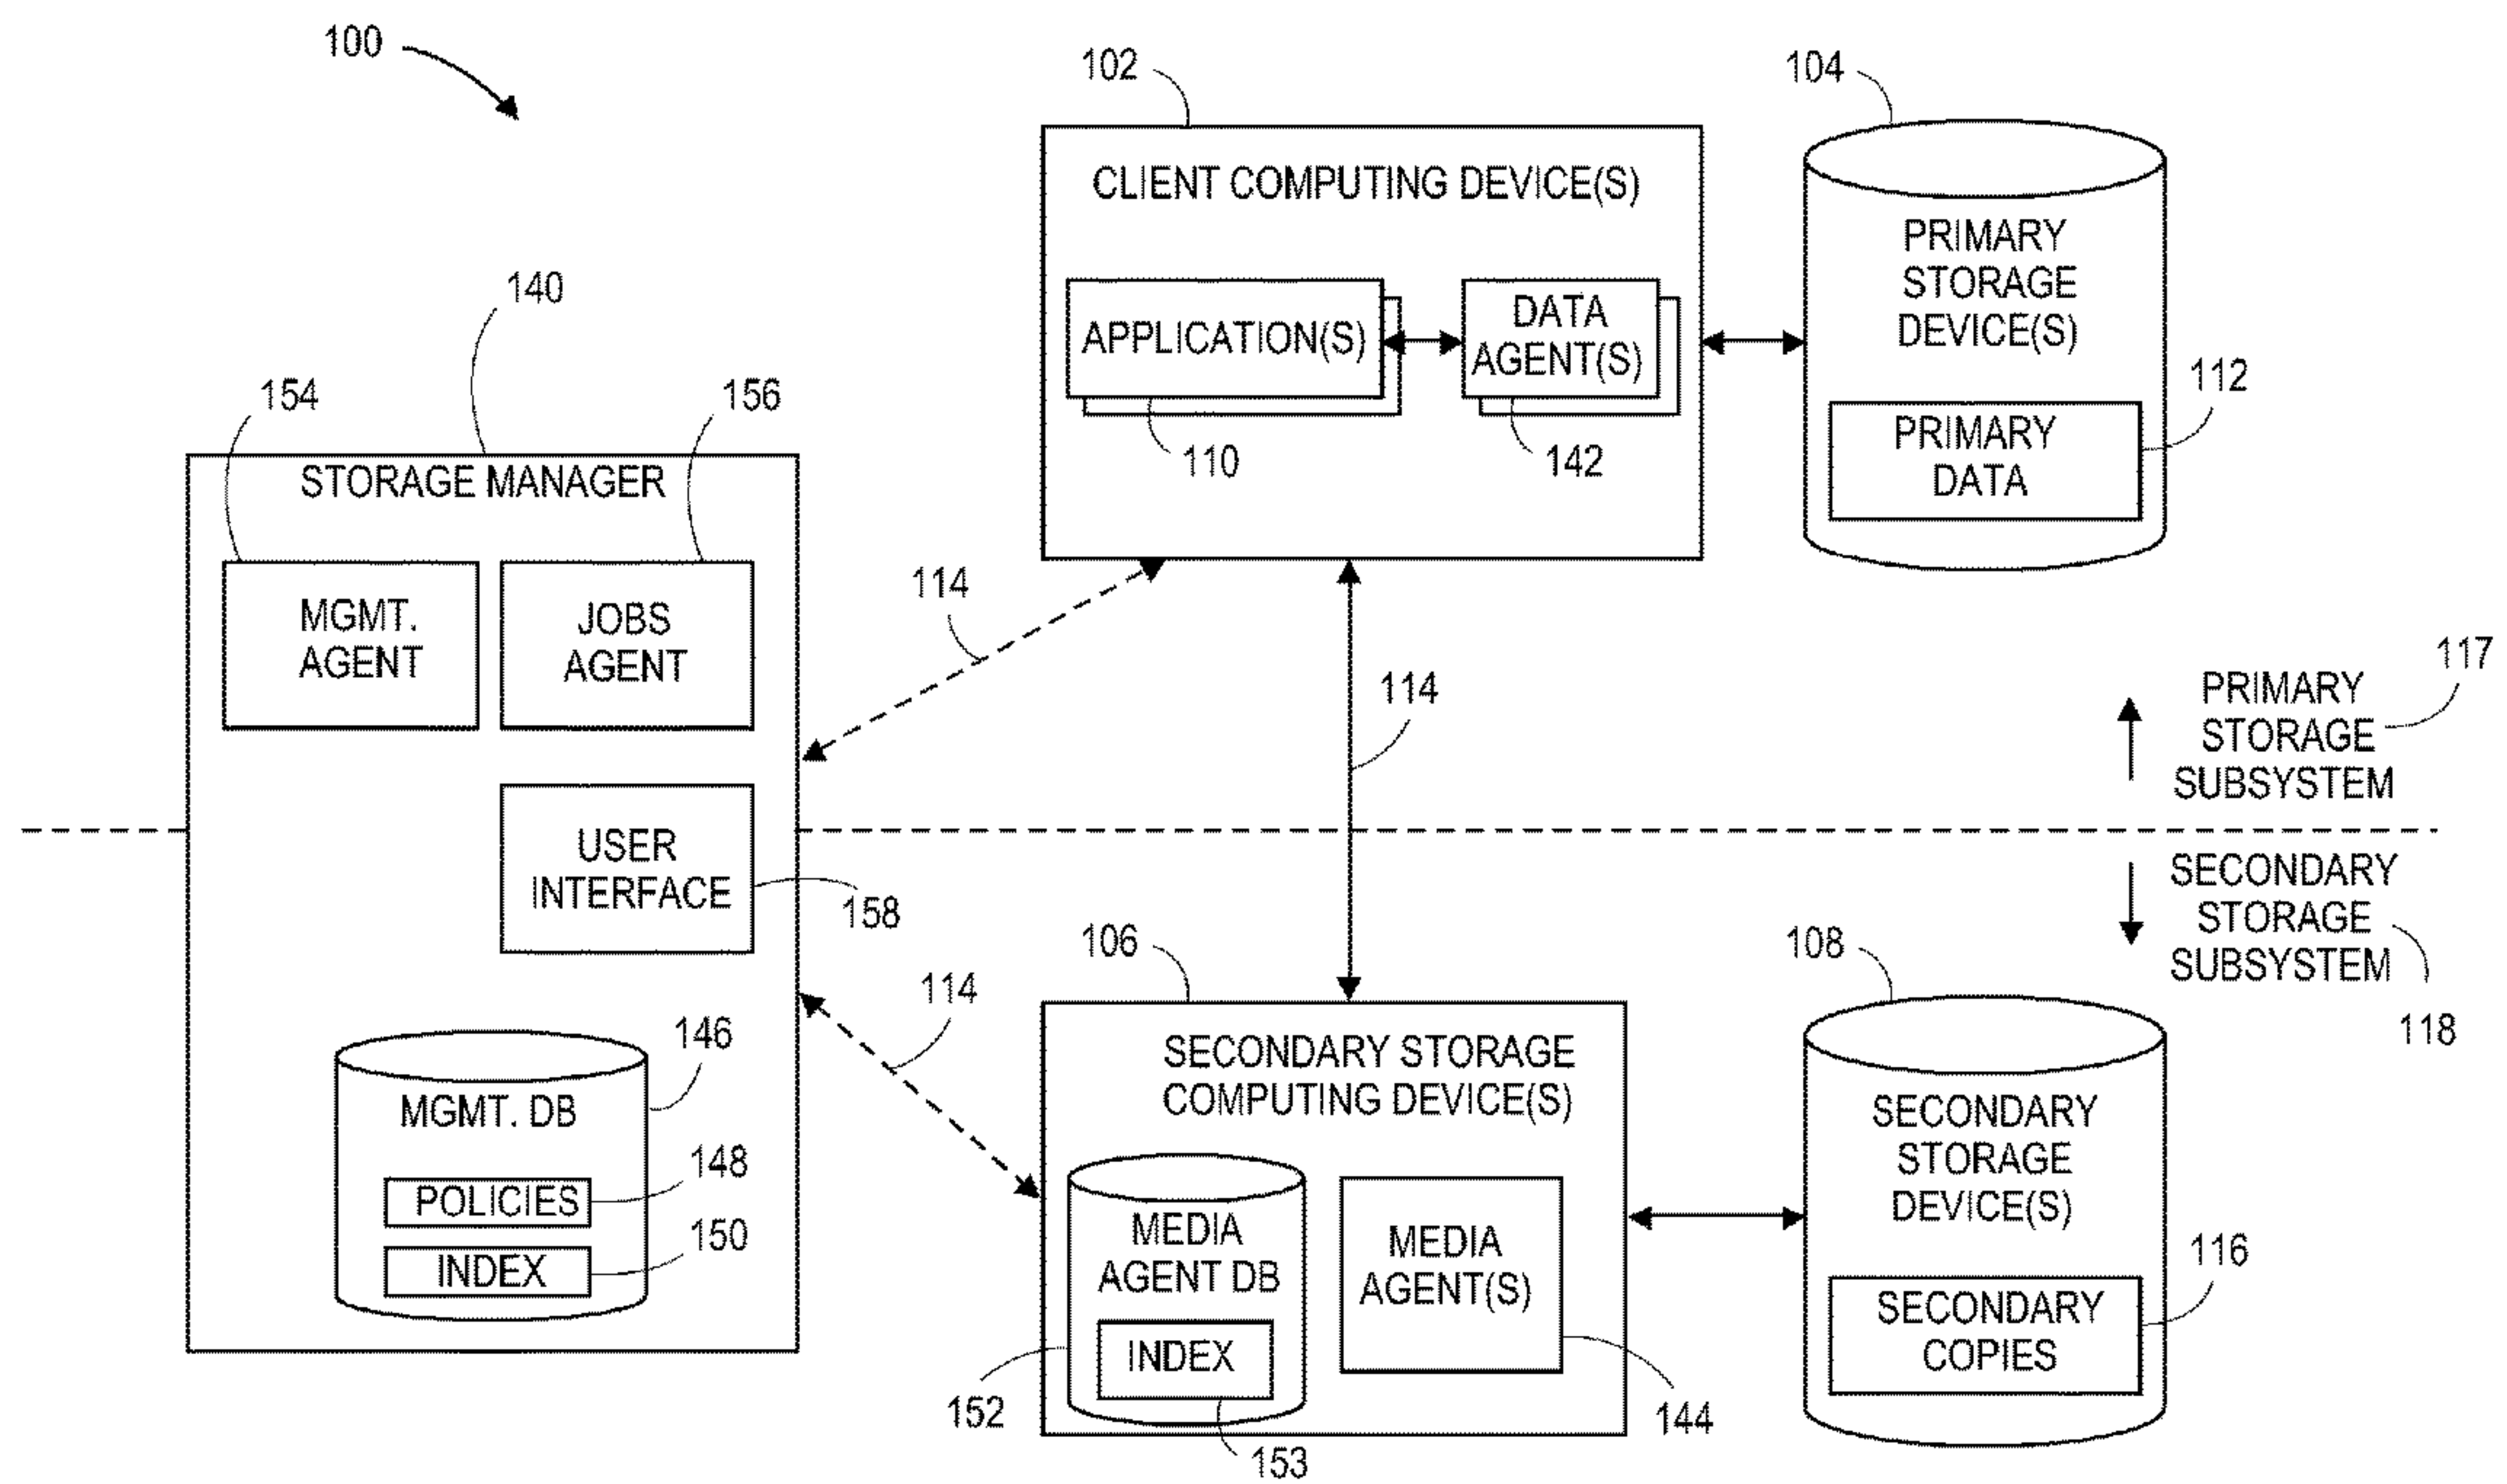 100
102
104
CLIENT COMPUTING DEVICE(S)
APPLICATION(S)
110
DATA
AGENT(S)
142
PRIMARY
STORAGE
DEVICE(S)
112
PRIMARY
DATA
140
154
156
STORAGE MANAGER
MGMT.
AGENT
JOBS
AGENT
USER
INTERFACE
158
146
MGMT. DB
148
POLICIES
150
INDEX
114
114
114
117
PRIMARY
STORAGE
SUBSYSTEM
SECONDARY
STORAGE
SUBSYSTEM
118
106
SECONDARY STORAGE
COMPUTING DEVICE(S)
MEDIA
AGENT DB
INDEX
152
153
MEDIA
AGENT(S)
144
108
SECONDARY
STORAGE
DEVICE(S)
116
SECONDARY
COPIES